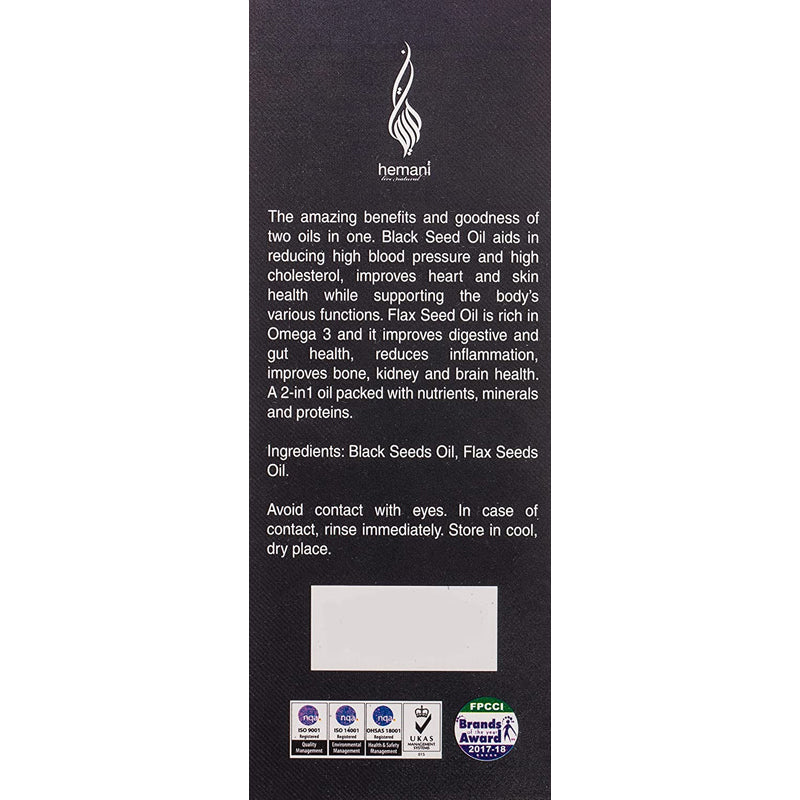 hemani
live natural
The amazing benefits and goodness of
two oils in one. Black Seed Oil aids in
reducing high blood pressure and high
cholesterol, improves heart and skin
health while supporting the body's
various functions. Flax Seed Oil is rich in
Omega 3 and it improves digestive and
gut health, reduces inflammation,
improves bone, kidney and brain health.
A 2-in1 oil packed with nutrients, minerals
and proteins.
Ingredients: Black Seeds Oil, Flax Seeds
Oil.
Avoid contact with eyes. In case of
contact, rinse immediately. Store in cool,
dry place.
nqa. nqa. nqa.
ISO 9001 ISO 14001 OHSAS 18001
Registered Registered Registered
Quality Environmental Health & Safety
Management Management Management
UKAS
MANAGEMENT
SYSTEMS
015
FPCCI
Brands
of the year
Award
2017-18